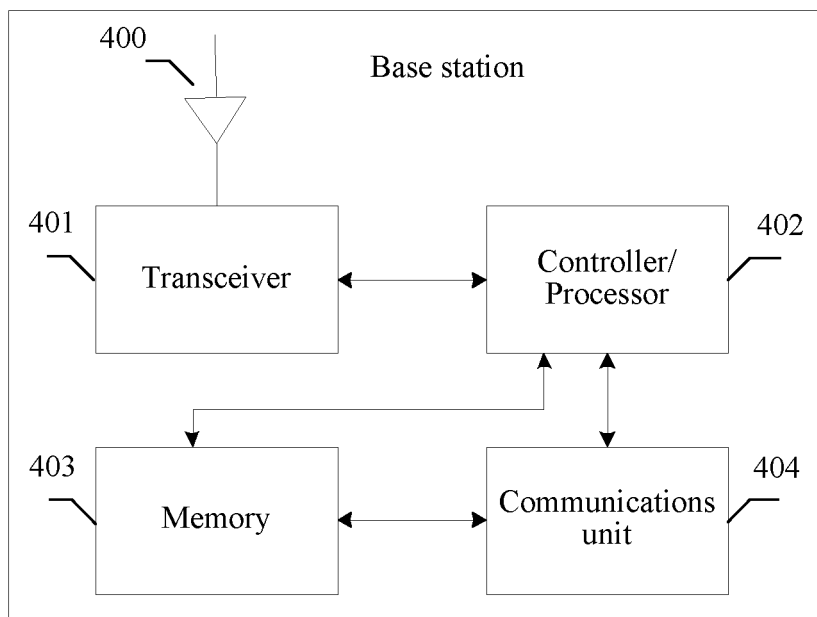 400
Base station
401
Transceiver
Controller/
Processor
402
403
Memory
Communications
unit
404